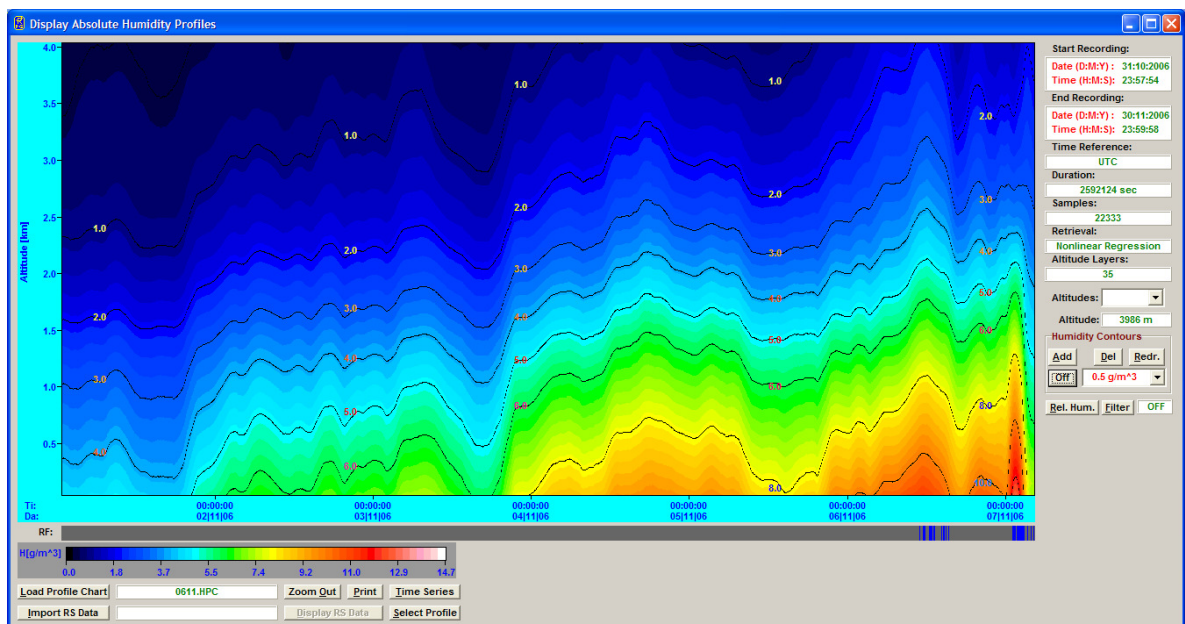 Display Absolute Humidity Profiles
4.0
3.5
3.0
2.5
2.0
1.5
1.0
0.5
Altitude [km]
1.0
2.0
3.0
4.0
1.0
2.0
3.0
4.0
5.0
6.0
1.0
2.0
3.0
4.0
5.0
6.0
1.0
2.0
3.0
4.0
5.0
6.0
8.0
2.0
3.0
4.0
5.0
6.0
8.0
10.0
Ti: 00:00:00 00:00:00 00:00:00 00:00:00 00:00:00 00:00:00
Da: 02|11|06 03|11|06 04|11|06 05|11|06 06|11|06 07|11|06
RF:
H[g/m^3]
0.0 1.8 3.7 5.5 7.4 9.2 11.0 12.9 14.7
Load Profile Chart 0611.HPC Zoom Out Print Time Series
Import RS Data Display RS Data Select Profile
Start Recording:
Date (D:M:Y) : 31:10:2006
Time (H:M:S): 23:57:54
End Recording:
Date (D:M:Y) : 30:11:2006
Time (H:M:S): 23:59:58
Time Reference:
UTC
Duration:
2592124 sec
Samples:
22333
Retrieval:
Nonlinear Regression
Altitude Layers:
35
Altitudes:
Altitude: 3986 m
Humidity Contours
Add Del Redr.
Off 0.5 g/m^3
Rel. Hum. Filter OFF